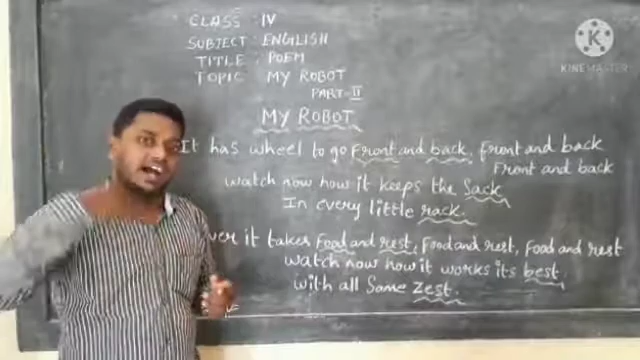 CLASS : IV
SUBJECT : ENGLISH
TITLE : POEM
TOPIC : MY ROBOT
PART-II
MY ROBOT
It has wheel to go Front and back, front and back
Front and back
watch now how it keeps the Sack
In every little rack.
ver it takes food and rest, food and rest, food and rest
watch now how it works its best
with all Same zest.
KINEMASTER